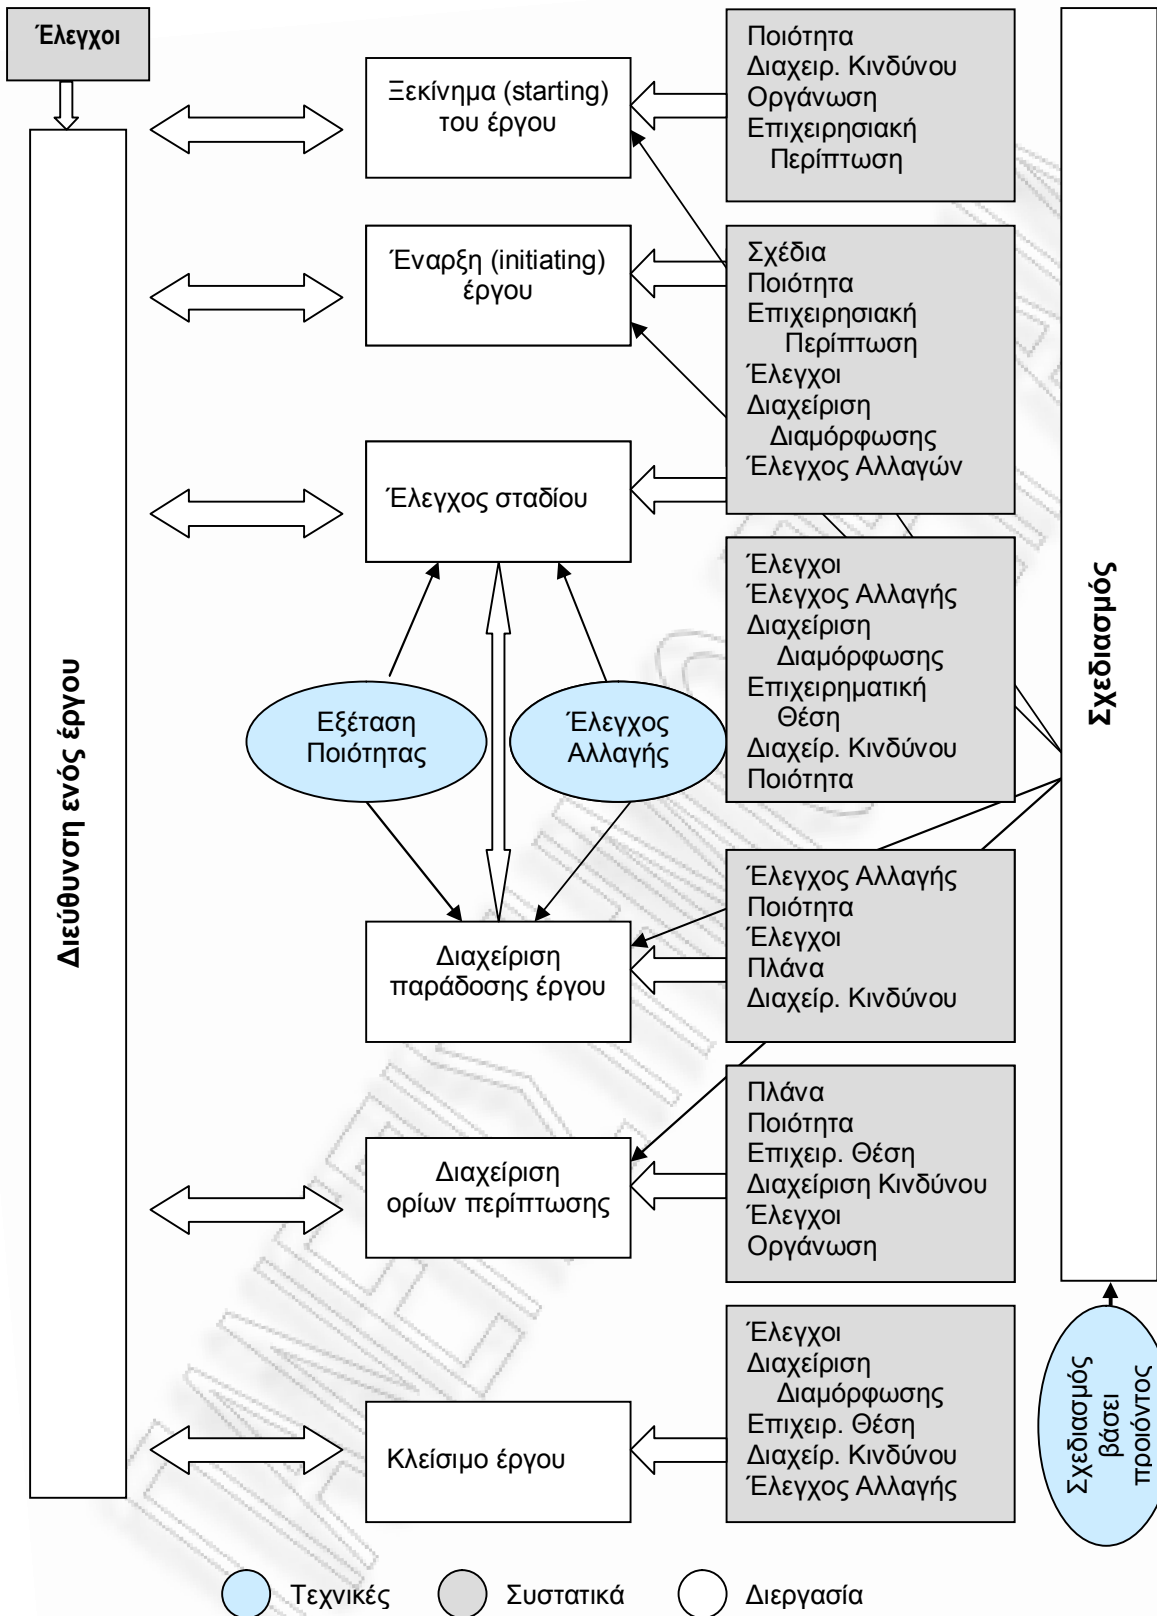 Έλεγχοι
Διεύθυνση ενός έργου
Ξεκίνημα (starting)
του έργου
Ποιότητα
Διαχειρ. Κινδύνου
Οργάνωση
Επιχειρησιακή
Περίπτωση
Έναρξη (initiating)
έργου
Σχέδια
Ποιότητα
Επιχειρησιακή
Περίπτωση
Έλεγχοι
Διαχείριση
Διαμόρφωσης
Έλεγχος Αλλαγών
Έλεγχος σταδίου
Έλεγχοι
Έλεγχος Αλλαγής
Διαχείριση
Διαμόρφωσης
Επιχειρηματική
Θέση
Διαχείρ. Κινδύνου
Ποιότητα
Εξέταση
Ποιότητας
Έλεγχος
Αλλαγής
Διαχείριση
παράδοσης έργου
Έλεγχος Αλλαγής
Ποιότητα
Έλεγχοι
Πλάνα
Διαχείρ. Κινδύνου
Διαχείριση
ορίων περίπτωσης
Πλάνα
Ποιότητα
Επιχειρ. Θέση
Διαχείριση Κινδύνου
Έλεγχοι
Οργάνωση
Κλείσιμο έργου
Έλεγχοι
Διαχείριση
Διαμόρφωσης
Επιχειρ. Θέση
Διαχείρ. Κινδύνου
Έλεγχος Αλλαγής
Σχεδιασμός
Σχεδιασμός
βάσει
προιόντος
Τεχνικές
Συστατικά
Διεργασία